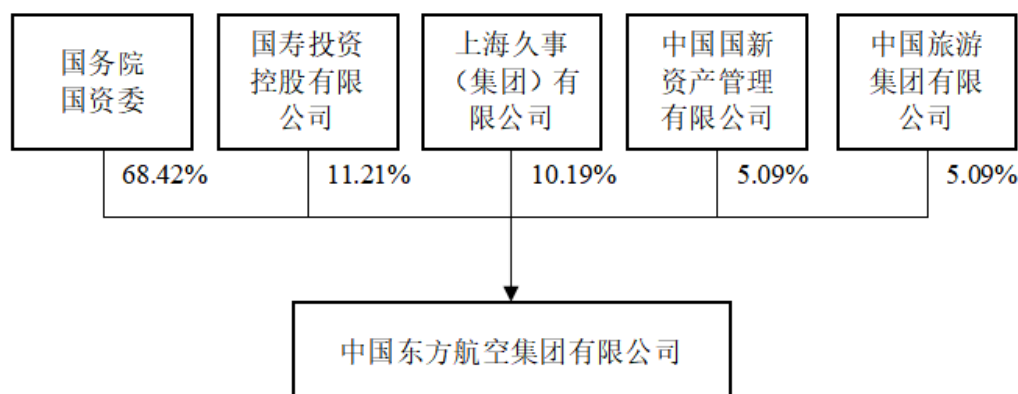 国务院
国资委
国寿投资
控股有限
公司
上海久事
（集团）有
限公司
中国国新
资产管理
有限公司
中国旅游
集团有限
公司
68.42%
11.21%
10.19%
5.09%
5.09%
中国东方航空集团有限公司